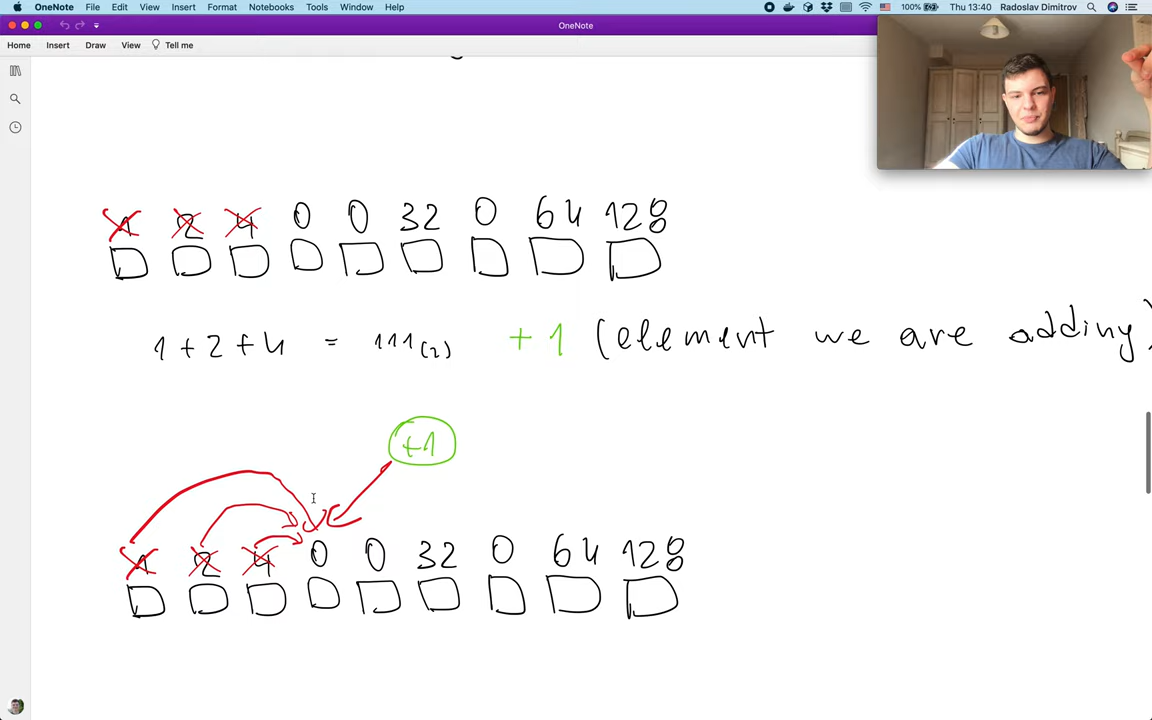 OneNote File Edit View Insert Format Notebooks Tools Window Help 100% Thu 13:40 Radoslav Dimitrov
OneNote
Home Insert Draw View Tell me
1 2 4 0 0 32 0 64 128
1 + 2 + 4 = 111(2) + 1 (element we are adding)
+1
1 2 4 0 0 32 0 64 128